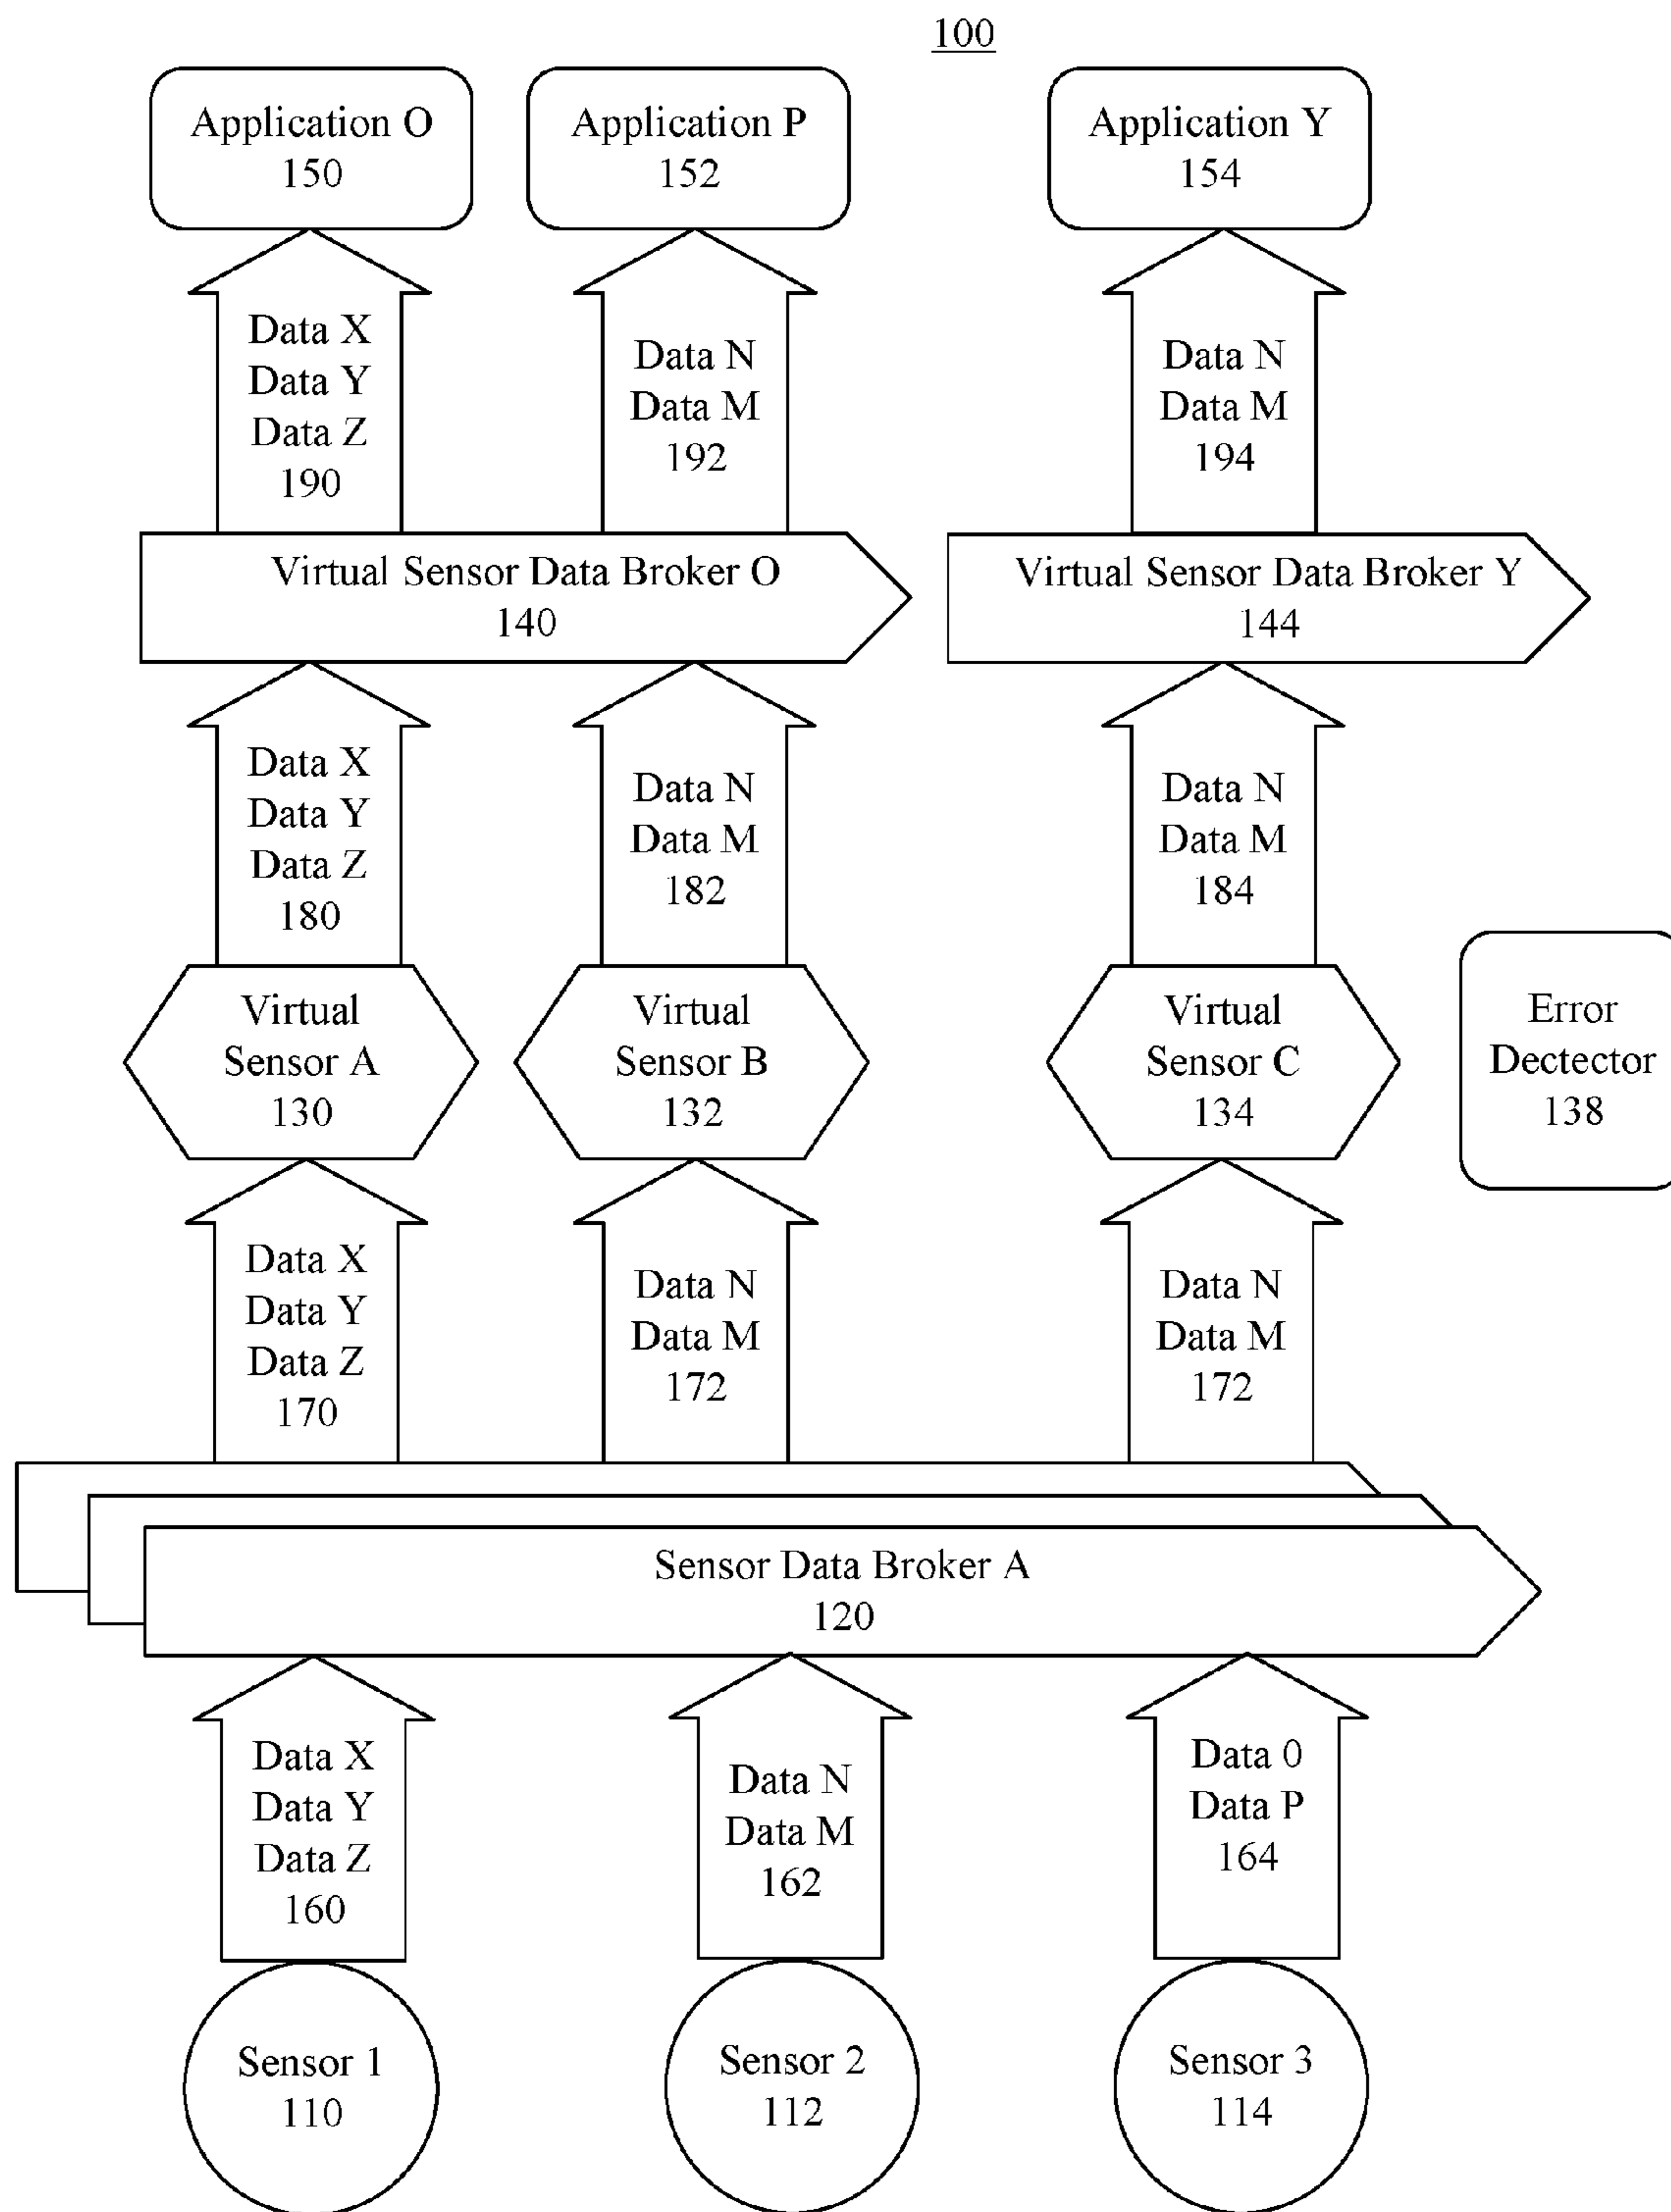 100
Application O
150
Application P
152
Application Y
154
Data X
Data Y
Data Z
190
Data N
Data M
192
Data N
Data M
194
Virtual Sensor Data Broker O
140
Virtual Sensor Data Broker Y
144
Data X
Data Y
Data Z
180
Data N
Data M
182
Data N
Data M
184
Virtual
Sensor A
130
Virtual
Sensor B
132
Virtual
Sensor C
134
Error
Dectector
138
Data X
Data Y
Data Z
170
Data N
Data M
172
Data N
Data M
172
Sensor Data Broker A
120
Data X
Data Y
Data Z
160
Data N
Data M
162
Data 0
Data P
164
Sensor 1
110
Sensor 2
112
Sensor 3
114